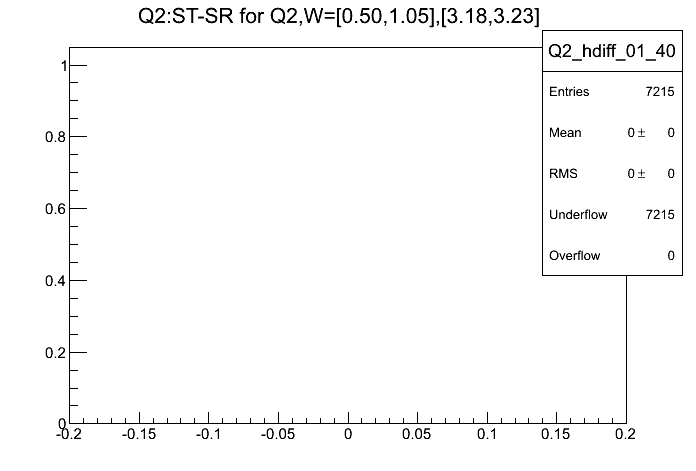 Q2:ST-SR for Q2,W=[0.50,1.05],[3.18,3.23]
Q2_hdiff_01_40
Entries 7215
Mean 0 ± 0
RMS 0 ± 0
Underflow 7215
Overflow 0
1
0.8
0.6
0.4
0.2
0
-0.2 -0.15 -0.1 -0.05 0 0.05 0.1 0.15 0.2